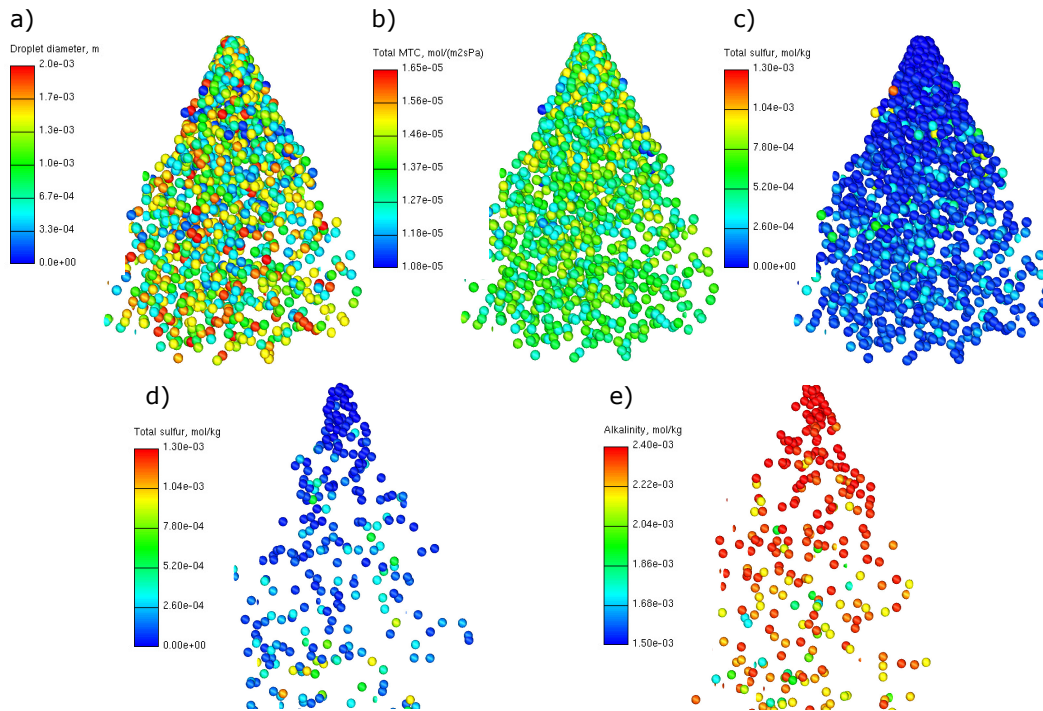 a)
Droplet diameter, m
2.0e-03
1.7e-03
1.3e-03
1.0e-03
6.7e-04
3.3e-04
0.0e+00
b)
Total MTC, mol/(m2sPa)
1.65e-05
1.56e-05
1.46e-05
1.37e-05
1.27e-05
1.18e-05
1.08e-05
c)
Total sulfur, mol/kg
1.30e-03
1.04e-03
7.80e-04
5.20e-04
2.60e-04
0.00e+00
d)
Total sulfur, mol/kg
1.30e-03
1.04e-03
7.80e-04
5.20e-04
2.60e-04
0.00e+00
e)
Alkalinity, mol/kg
2.40e-03
2.22e-03
2.04e-03
1.86e-03
1.68e-03
1.50e-03